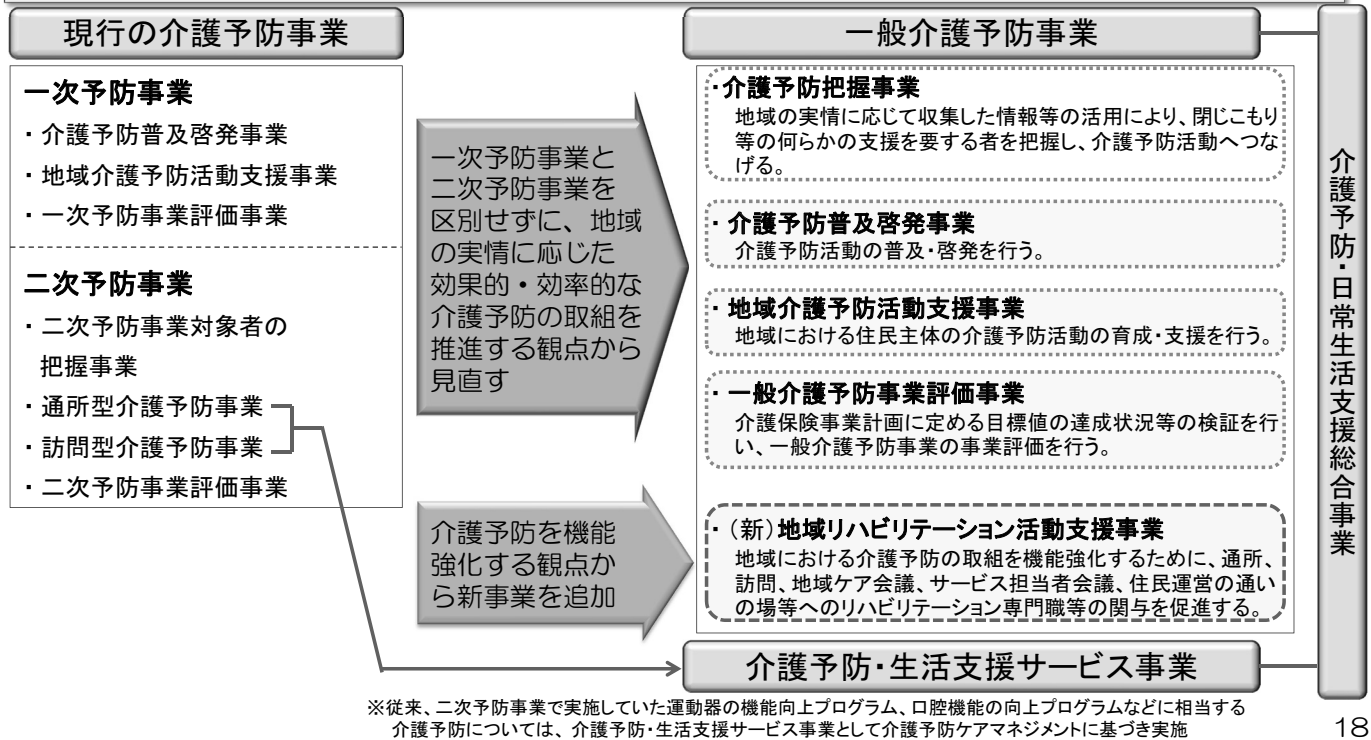 現行の介護予防事業
一次予防事業
・介護予防普及啓発事業
・地域介護予防活動支援事業
・一次予防事業評価事業
二次予防事業
・二次予防事業対象者の
把握事業
・通所型介護予防事業
・訪問型介護予防事業
・二次予防事業評価事業
一次予防事業と
二次予防事業を
区別せずに、地域
の実情に応じた
効果的・効率的な
介護予防の取組を
推進する観点から
見直す
介護予防を機能
強化する観点か
ら新事業を追加
一般介護予防事業
・介護予防把握事業
地域の実情に応じて収集した情報等の活用により、閉じこもり
等の何らかの支援を要する者を把握し、介護予防活動へつな
げる。
・介護予防普及啓発事業
介護予防活動の普及・啓発を行う。
・地域介護予防活動支援事業
地域における住民主体の介護予防活動の育成・支援を行う。
・一般介護予防事業評価事業
介護保険事業計画に定める目標値の達成状況等の検証を行
い、一般介護予防事業の事業評価を行う。
・(新)地域リハビリテーション活動支援事業
地域における介護予防の取組を機能強化するために、通所、
訪問、地域ケア会議、サービス担当者会議、住民運営の通い
の場等へのリハビリテーション専門職等の関与を促進する。
介護予防・生活支援サービス事業
介護予防・日常生活支援総合事業
※従来、二次予防事業で実施していた運動器の機能向上プログラム、口腔機能の向上プログラムなどに相当する
介護予防については、介護予防・生活支援サービス事業として介護予防ケアマネジメントに基づき実施
18